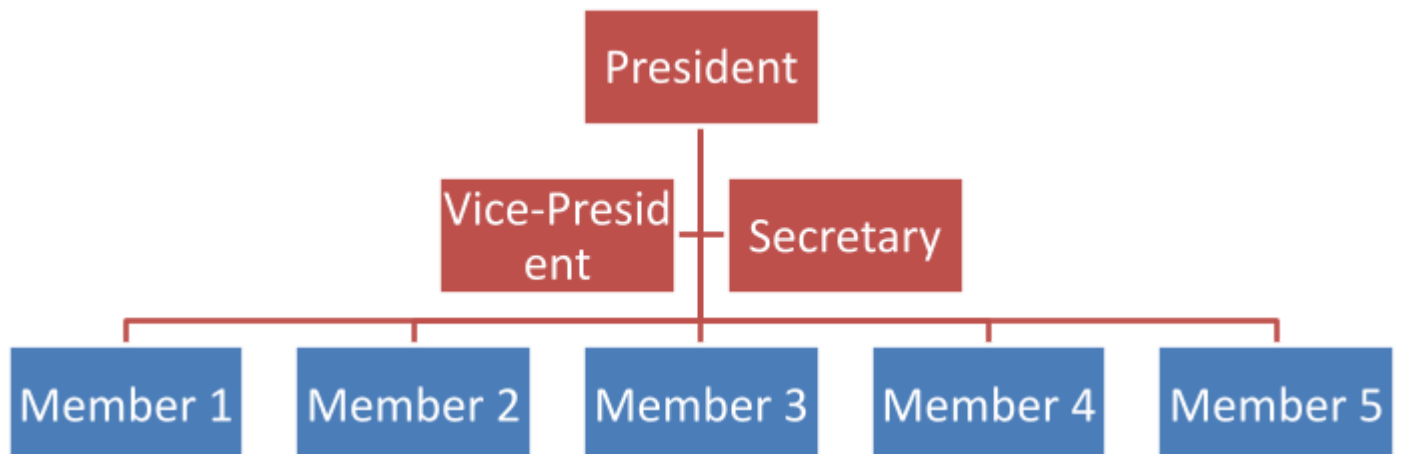 President
Vice-Presid
ent
Secretary
Member 1
Member 2
Member 3
Member 4
Member 5